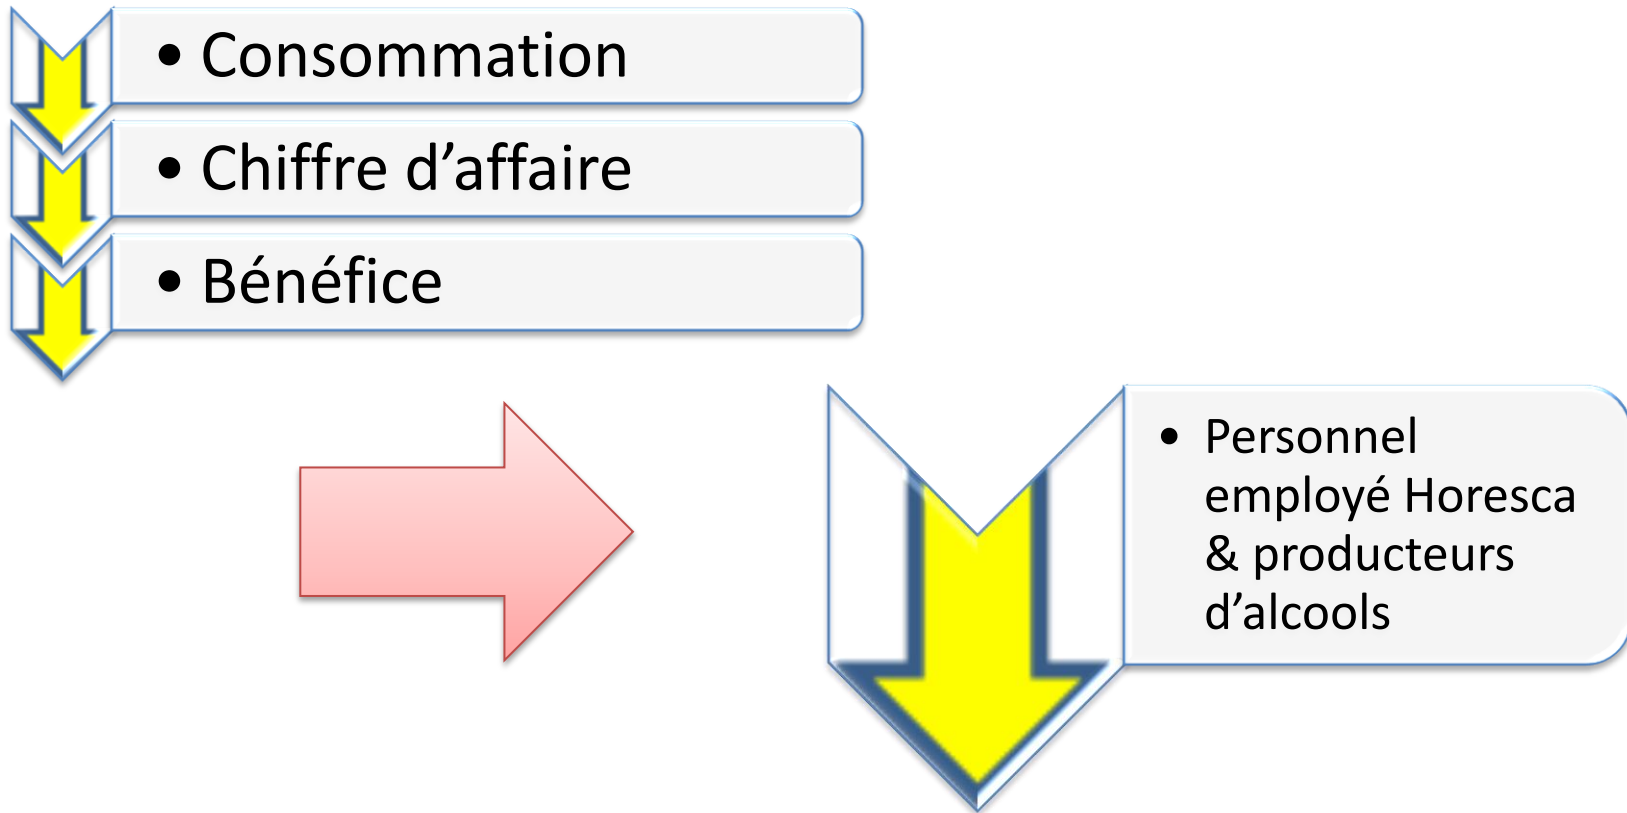 • Consommation
• Chiffre d’affaire
• Bénéfice
• Personnel
employé Horesca
& producteurs
d’alcools